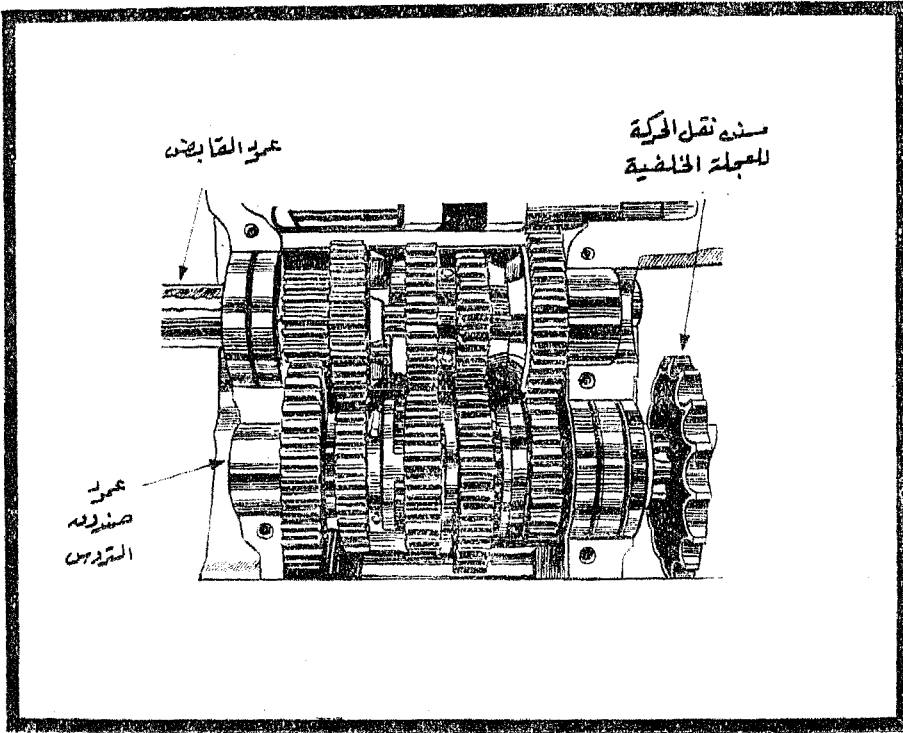 مسنن نقل الحركة
للعجلة الخلفية
عمود القابض
عمود
صندوق
التروس